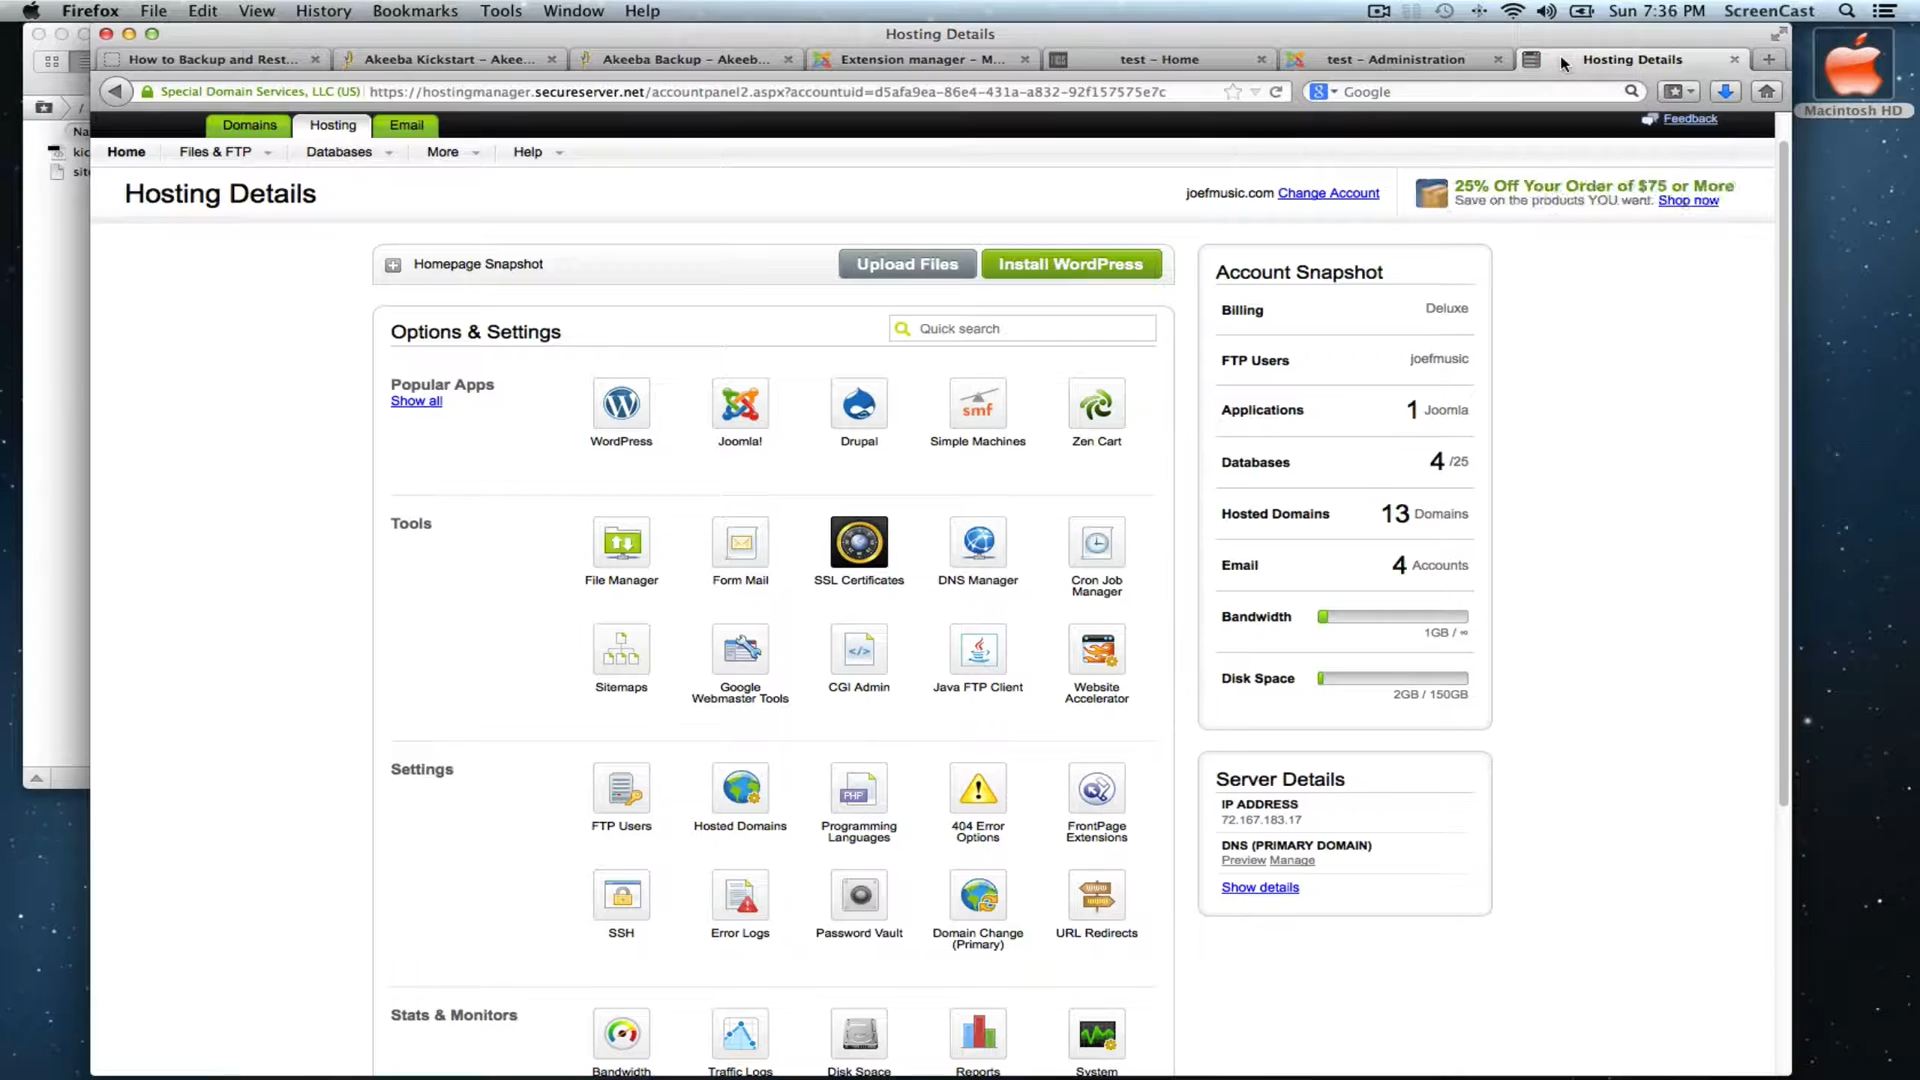 Firefox File Edit View History Bookmarks Tools Window Help Sun 7:36 PM ScreenCast
Hosting Details
How to Backup and Rest... Akeeba Kickstart – Akee... Akeeba Backup – Akeeb... Extension manager – M... test – Home test – Administration Hosting Details
Special Domain Services, LLC (US) https://hostingmanager.secureserver.net/accountpanel2.aspx?accountuid=d5afa9ea-86e4-431a-a832-92f157575e7c Google
Macintosh HD
Domains Hosting Email Feedback
Home Files & FTP Databases More Help
Hosting Details
joefmusic.com Change Account
25% Off Your Order of $75 or More
Save on the products YOU want. Shop now
Homepage Snapshot Upload Files Install WordPress
Options & Settings Quick search
Popular Apps
Show all
WordPress Joomla! Drupal Simple Machines Zen Cart
smf
Tools
File Manager Form Mail SSL Certificates DNS Manager Cron Job Manager
Sitemaps Google Webmaster Tools CGI Admin Java FTP Client Website Accelerator
Settings
PHP
FTP Users Hosted Domains Programming Languages 404 Error Options FrontPage Extensions
SSH Error Logs Password Vault Domain Change (Primary) URL Redirects
Stats & Monitors
Bandwidth Traffic Logs Disk Space Reports System
Account Snapshot
Billing Deluxe
FTP Users joefmusic
Applications 1 Joomla
Databases 4 /25
Hosted Domains 13 Domains
Email 4 Accounts
Bandwidth
1GB / ∞
Disk Space
2GB / 150GB
Server Details
IP ADDRESS
72.167.183.17
DNS (PRIMARY DOMAIN)
Preview Manage
Show details